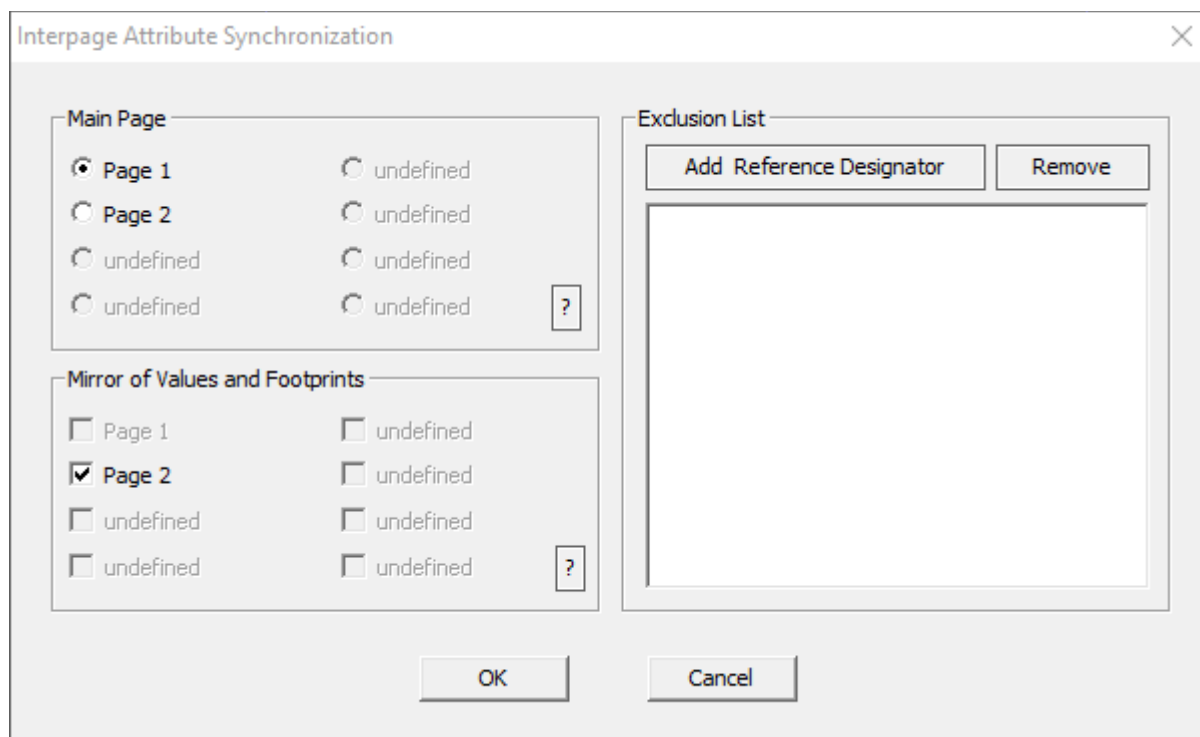 Interpage Attribute Synchronization
Main Page
Page 1
undefined
Page 2
undefined
undefined
undefined
undefined
undefined
?
Mirror of Values and Footprints
Page 1
undefined
Page 2
undefined
undefined
undefined
undefined
undefined
?
Exclusion List
Add Reference Designator
Remove
OK
Cancel